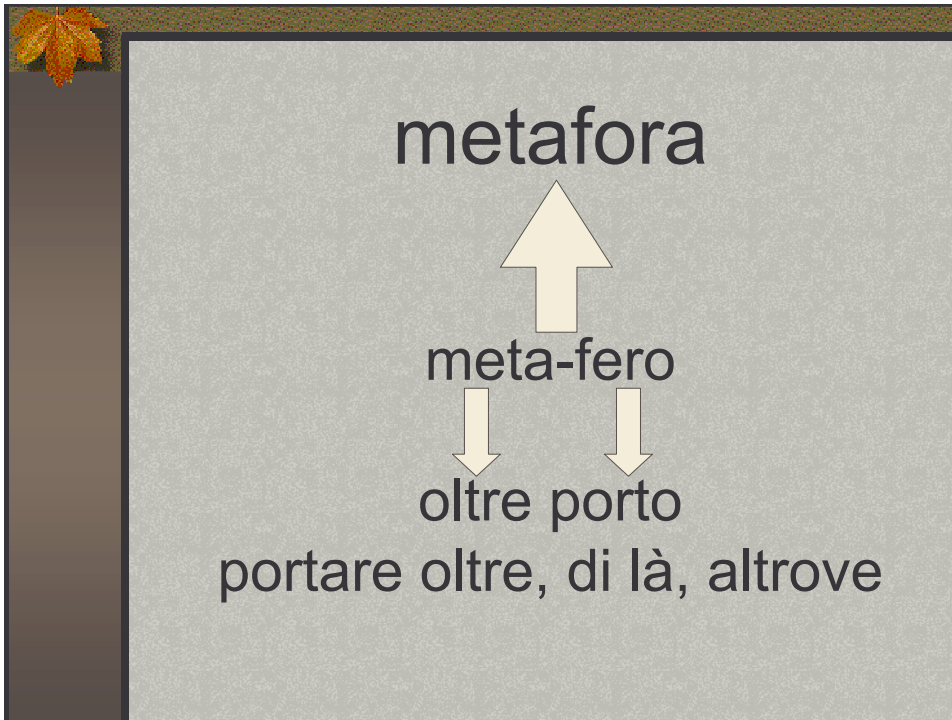 metafora
meta-fero
oltre porto
portare oltre, di là, altrove